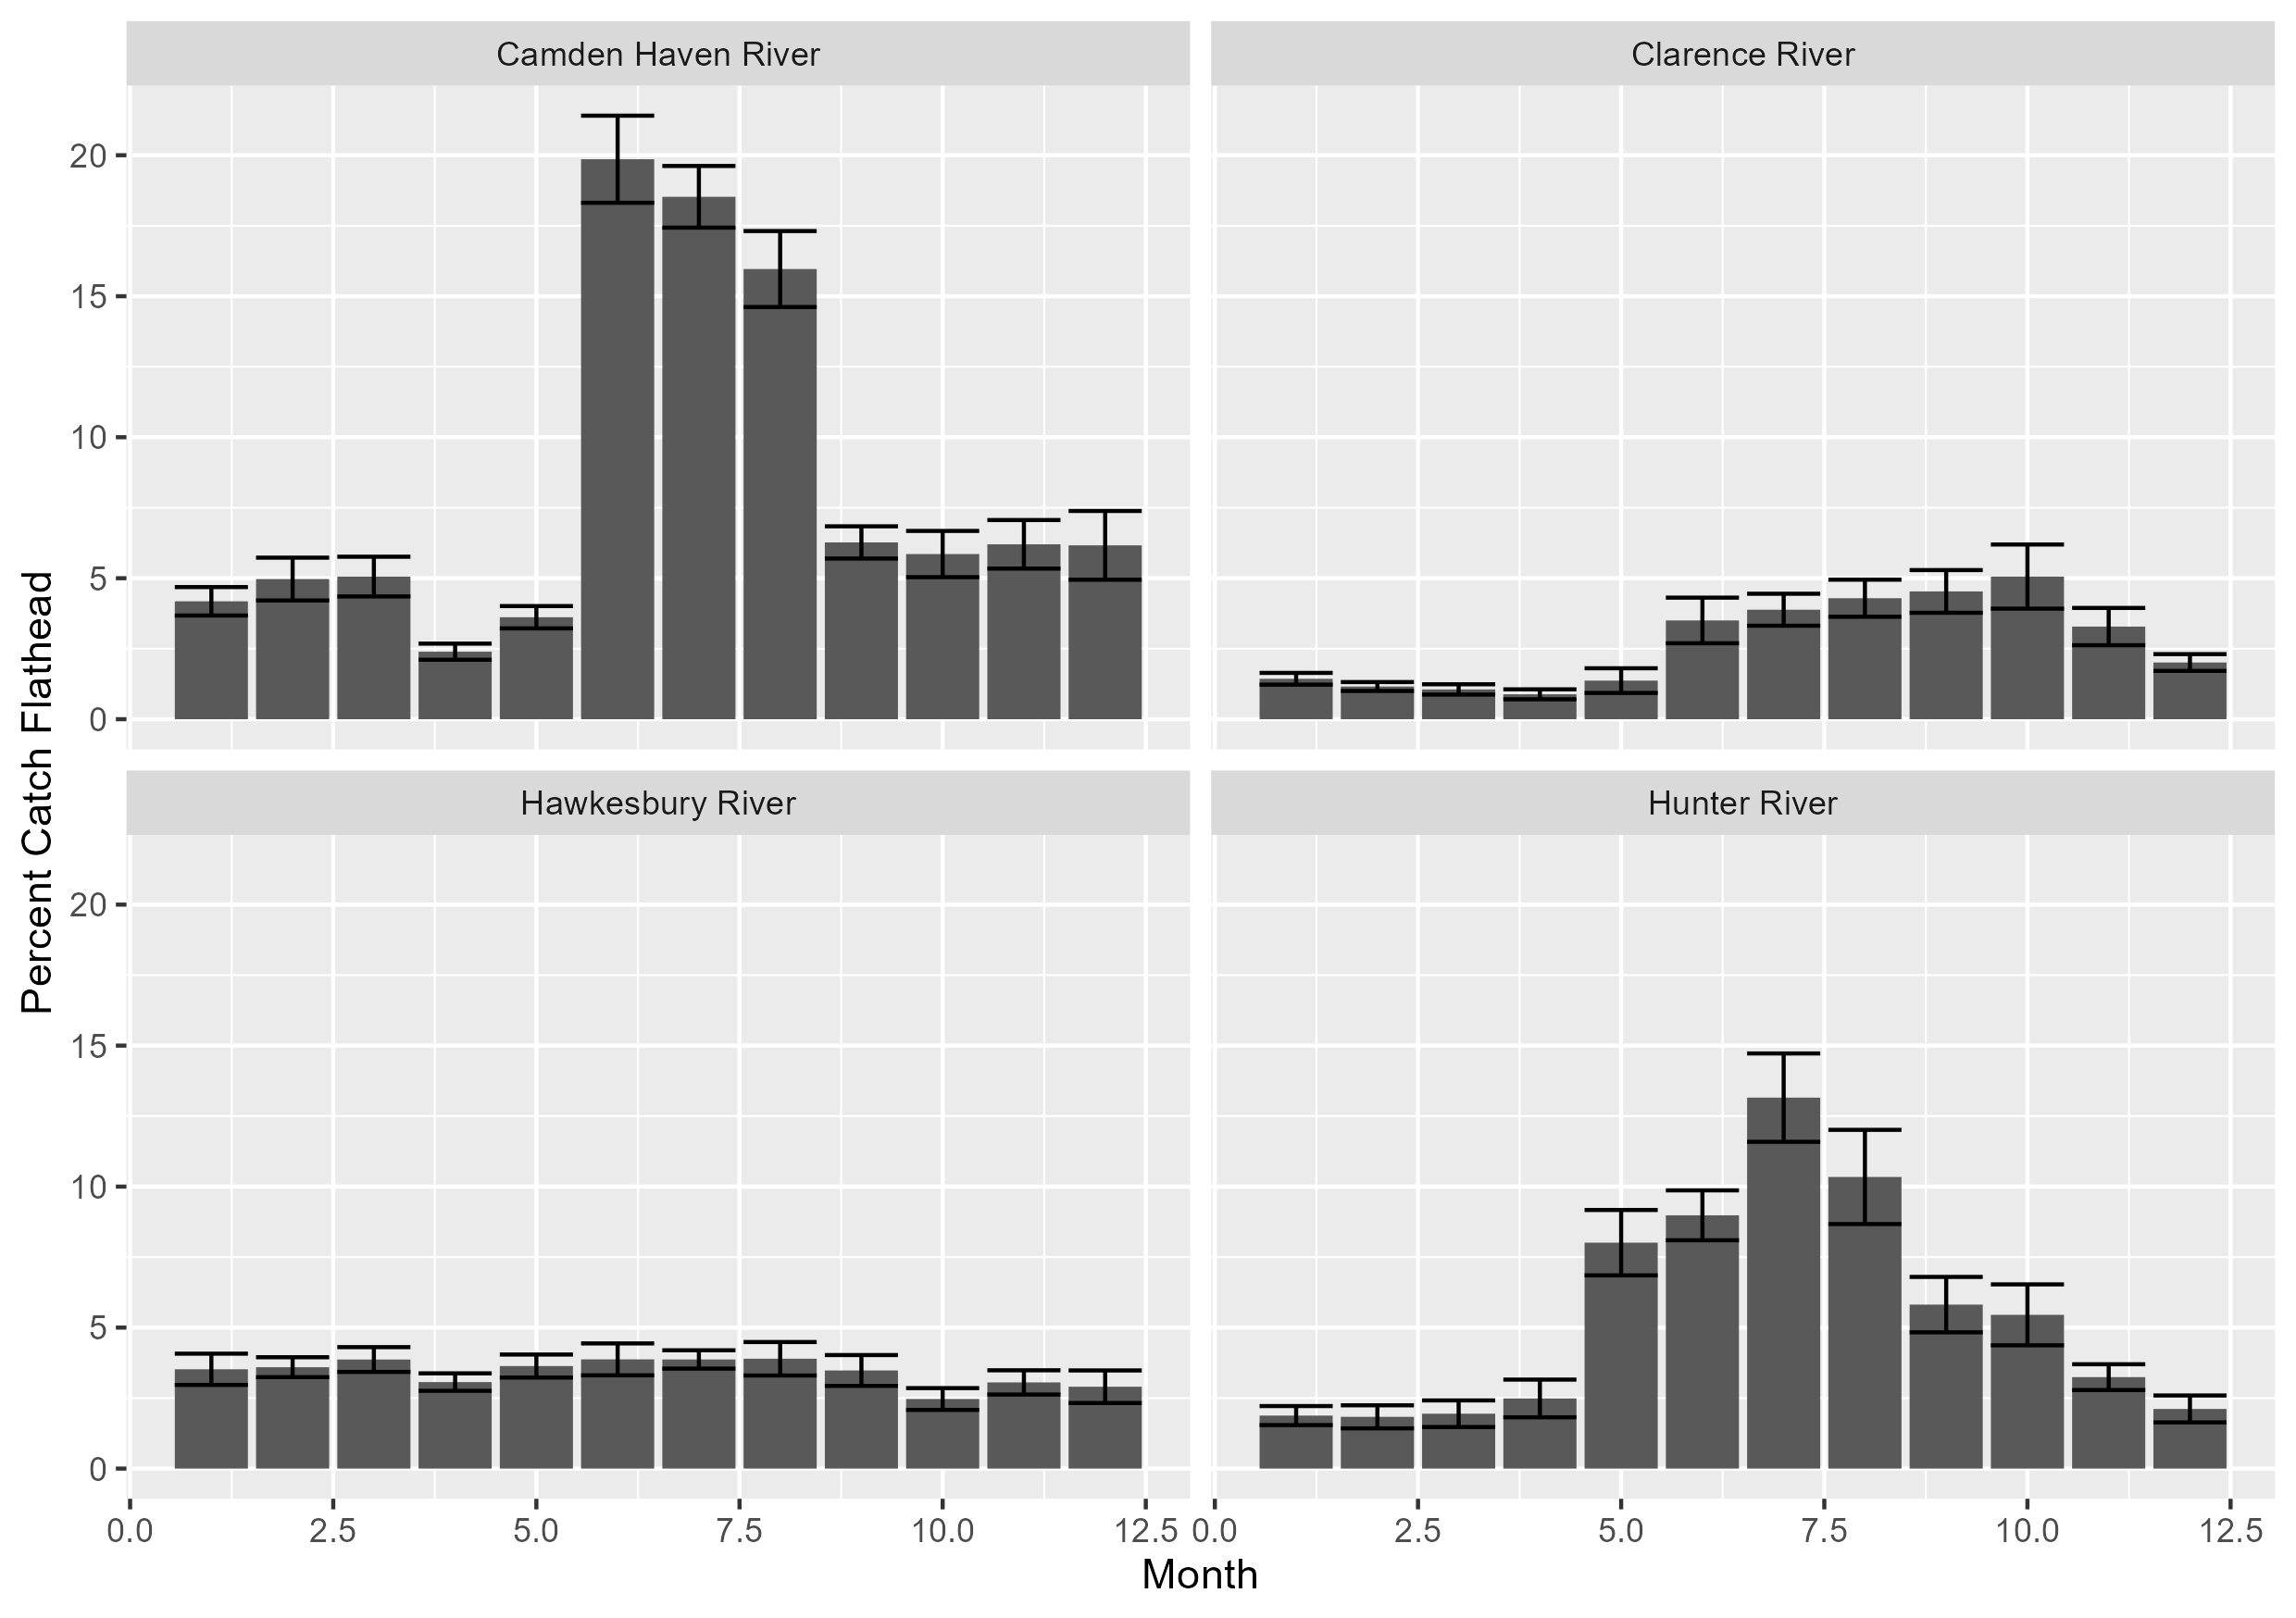 Camden Haven River
Clarence River
20
15
10
5
0
Hawkesbury River
Hunter River
20
15
10
5
0
0.0 2.5 5.0 7.5 10.0 12.5 0.0 2.5 5.0 7.5 10.0 12.5
Month
Percent Catch Flathead